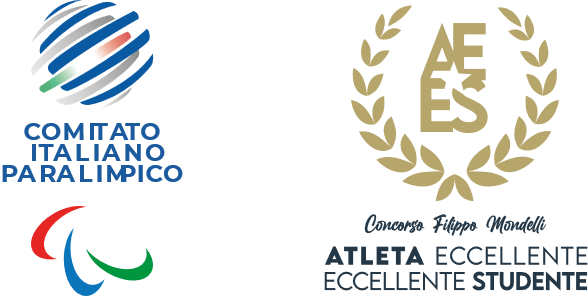 COMITATO
ITALIANO
PARALIMPICO
AE
ES
Concorso Filippo Mondelli
ATLETA ECCELLENTE
ECCELLENTE STUDENTE